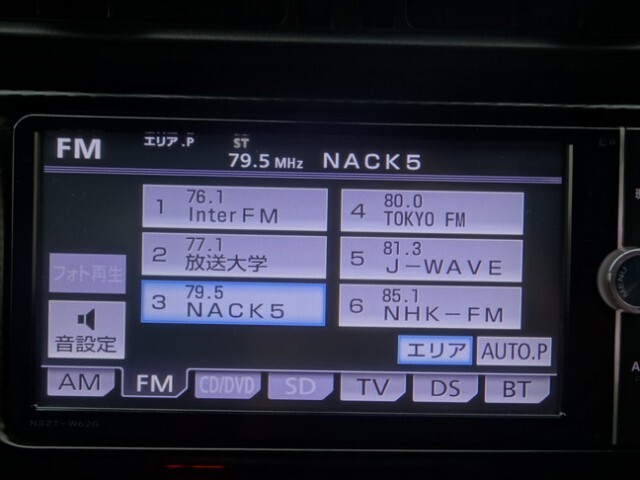 FM エリア.P ST 79.5 MHz NACK5
1 76.1 InterFM
4 80.0 TOKYO FM
2 77.1 放送大学
5 81.3 J-WAVE
3 79.5 NACK5
6 85.1 NHK-FM
フォト再生
音設定
エリア AUTO.P
AM FM CD/DVD SD TV DS BT
NSZT-W62G
MENU